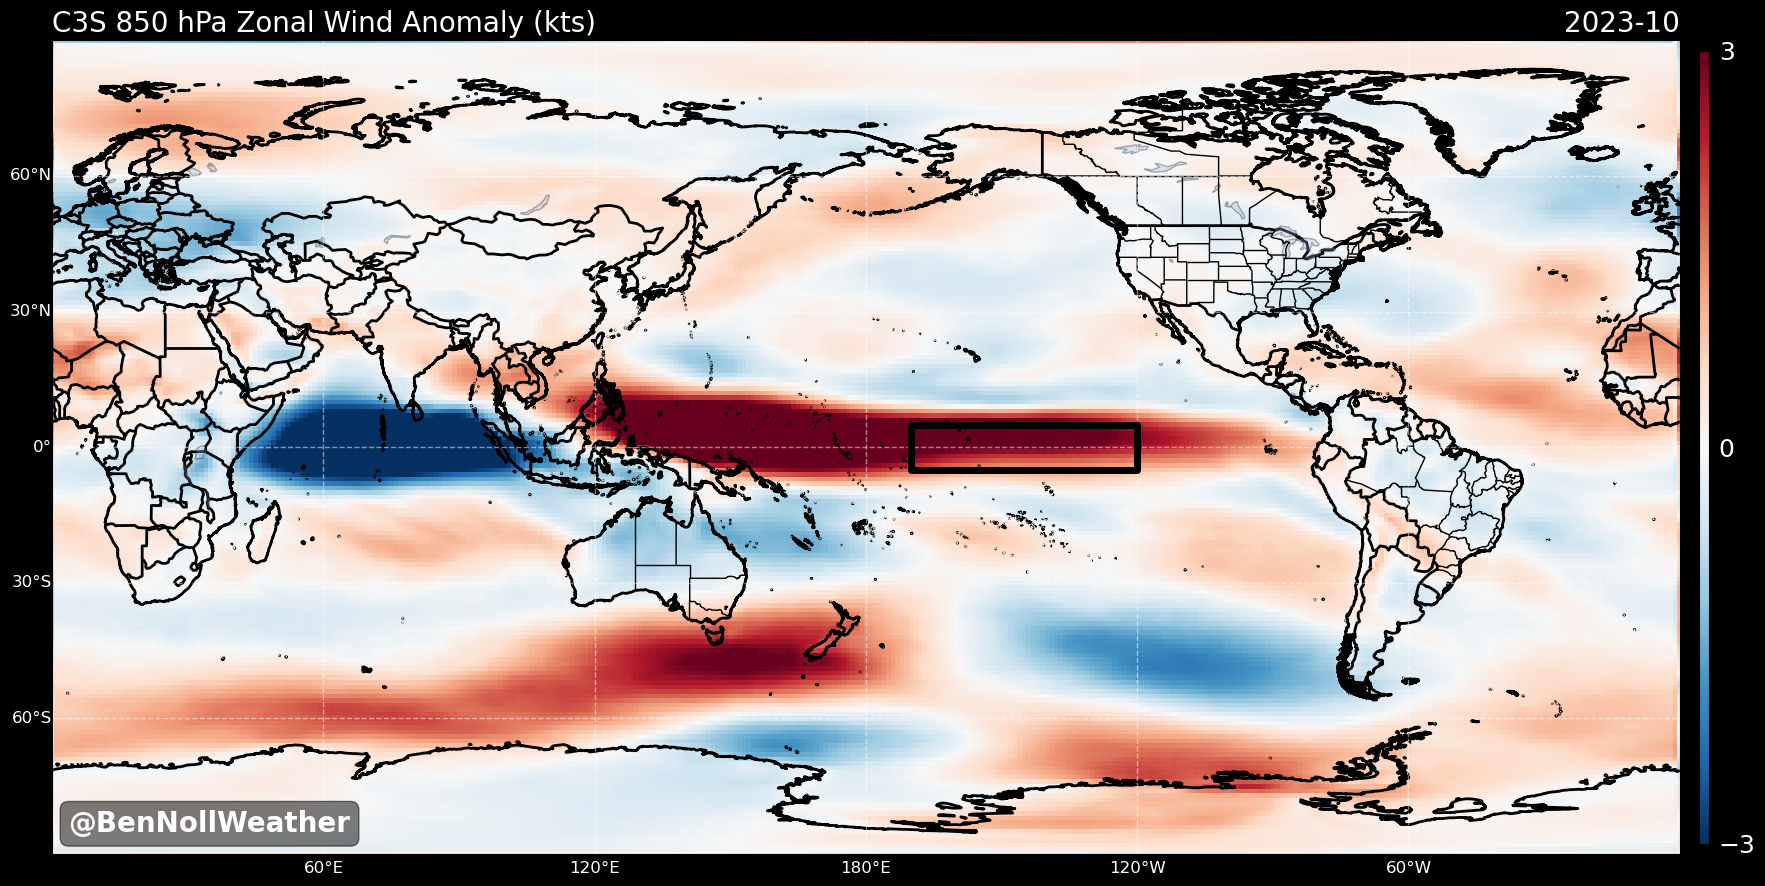 C3S 850 hPa Zonal Wind Anomaly (kts)
2023-10
3
0
−3
60°N
30°N
0°
30°S
60°S
60°E
120°E
180°E
120°W
60°W
@BenNollWeather